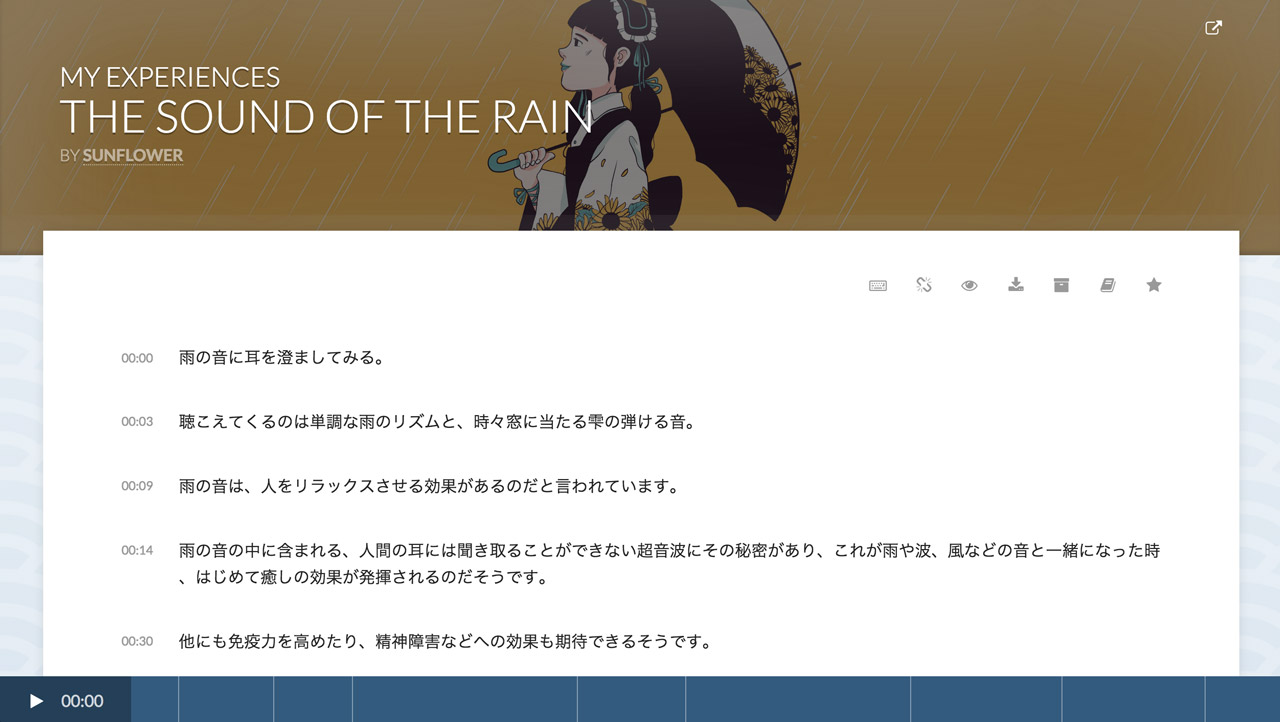 MY EXPERIENCES
THE SOUND OF THE RAIN
BY SUNFLOWER
00:00 雨の音に耳を澄ましてみる。
00:03 聴こえてくるのは単調な雨のリズムと、時々窓に当たる雫の弾ける音。
00:09 雨の音は、人をリラックスさせる効果があるのだと言われています。
00:14 雨の音の中に含まれる、人間の耳には聞き取ることができない超音波にその秘密があり、これが雨や波、風などの音と一緒になった時
、はじめて癒しの効果が発揮されるのだそうです。
00:30 他にも免疫力を高めたり、精神障害などへの効果も期待できるそうです。
00:00